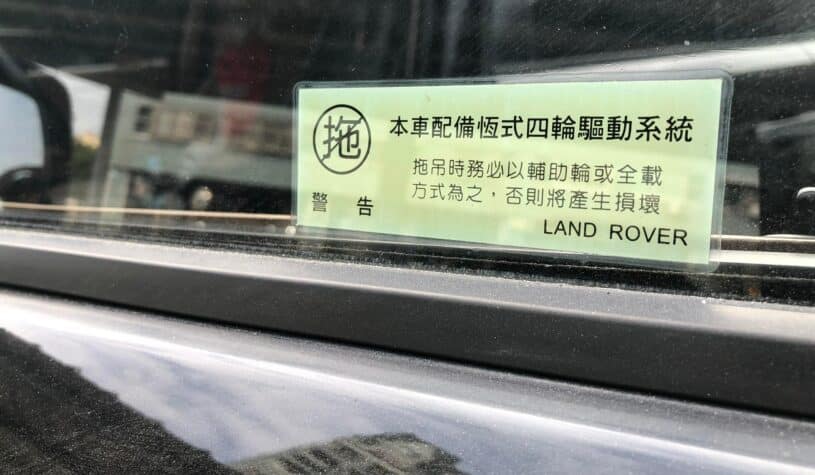 拖
警 告
本車配備恆式四輪驅動系統
拖吊時務必以輔助輪或全載
方式為之，否則將產生損壞
LAND ROVER